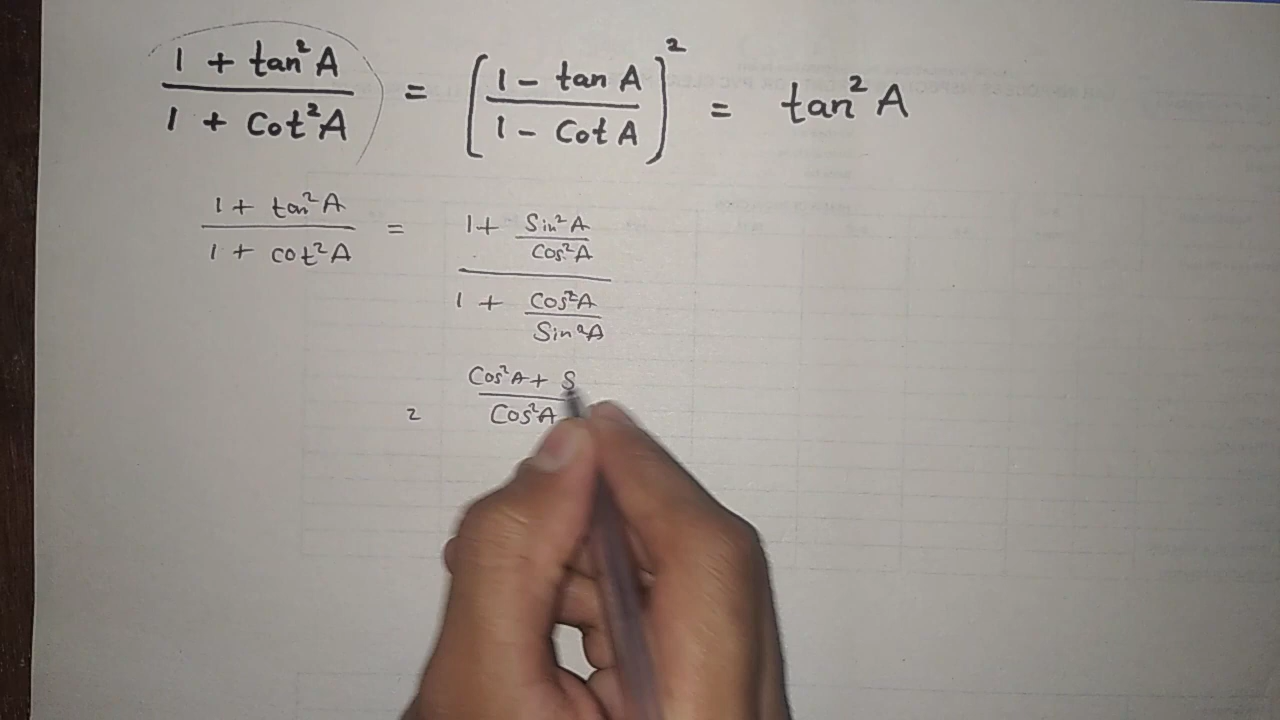 1 + tan²A / 1 + Cot²A = [1 - tan A / 1 - Cot A]² = tan² A
1 + tan²A / 1 + cot²A = 1 + Sin²A / Cos²A / 1 + Cos²A / Sin²A
= Cos²A + S / Cos²A